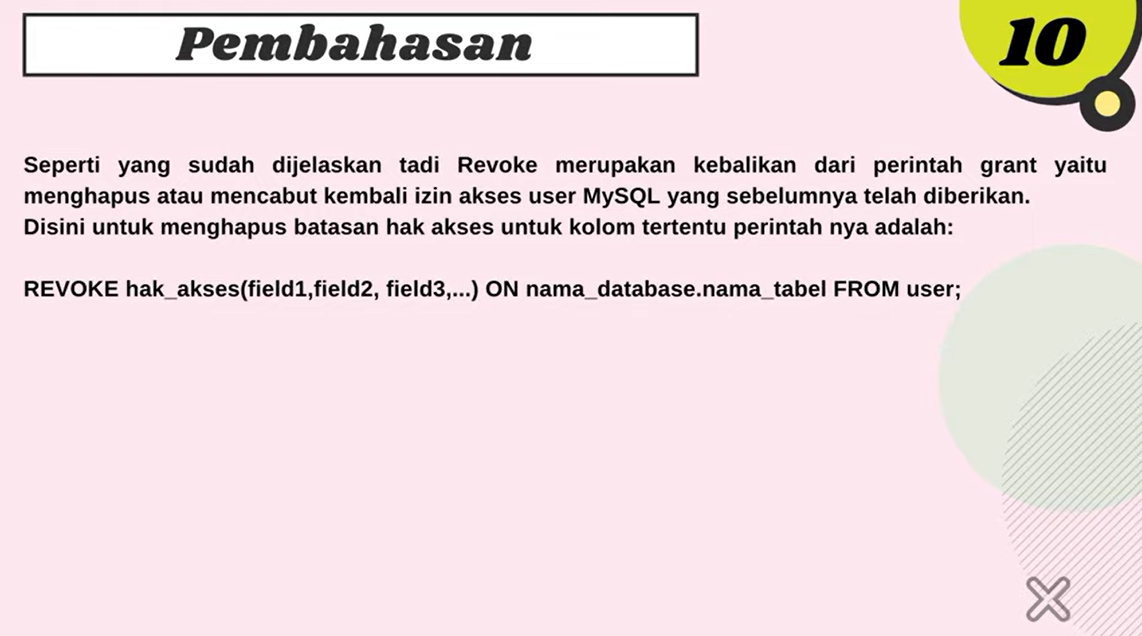 Pembahasan
10
Seperti yang sudah dijelaskan tadi Revoke merupakan kebalikan dari perintah grant yaitu
menghapus atau mencabut kembali izin akses user MySQL yang sebelumnya telah diberikan.
Disini untuk menghapus batasan hak akses untuk kolom tertentu perintah nya adalah:
REVOKE hak_akses(field1,field2, field3,...) ON nama_database.nama_tabel FROM user;